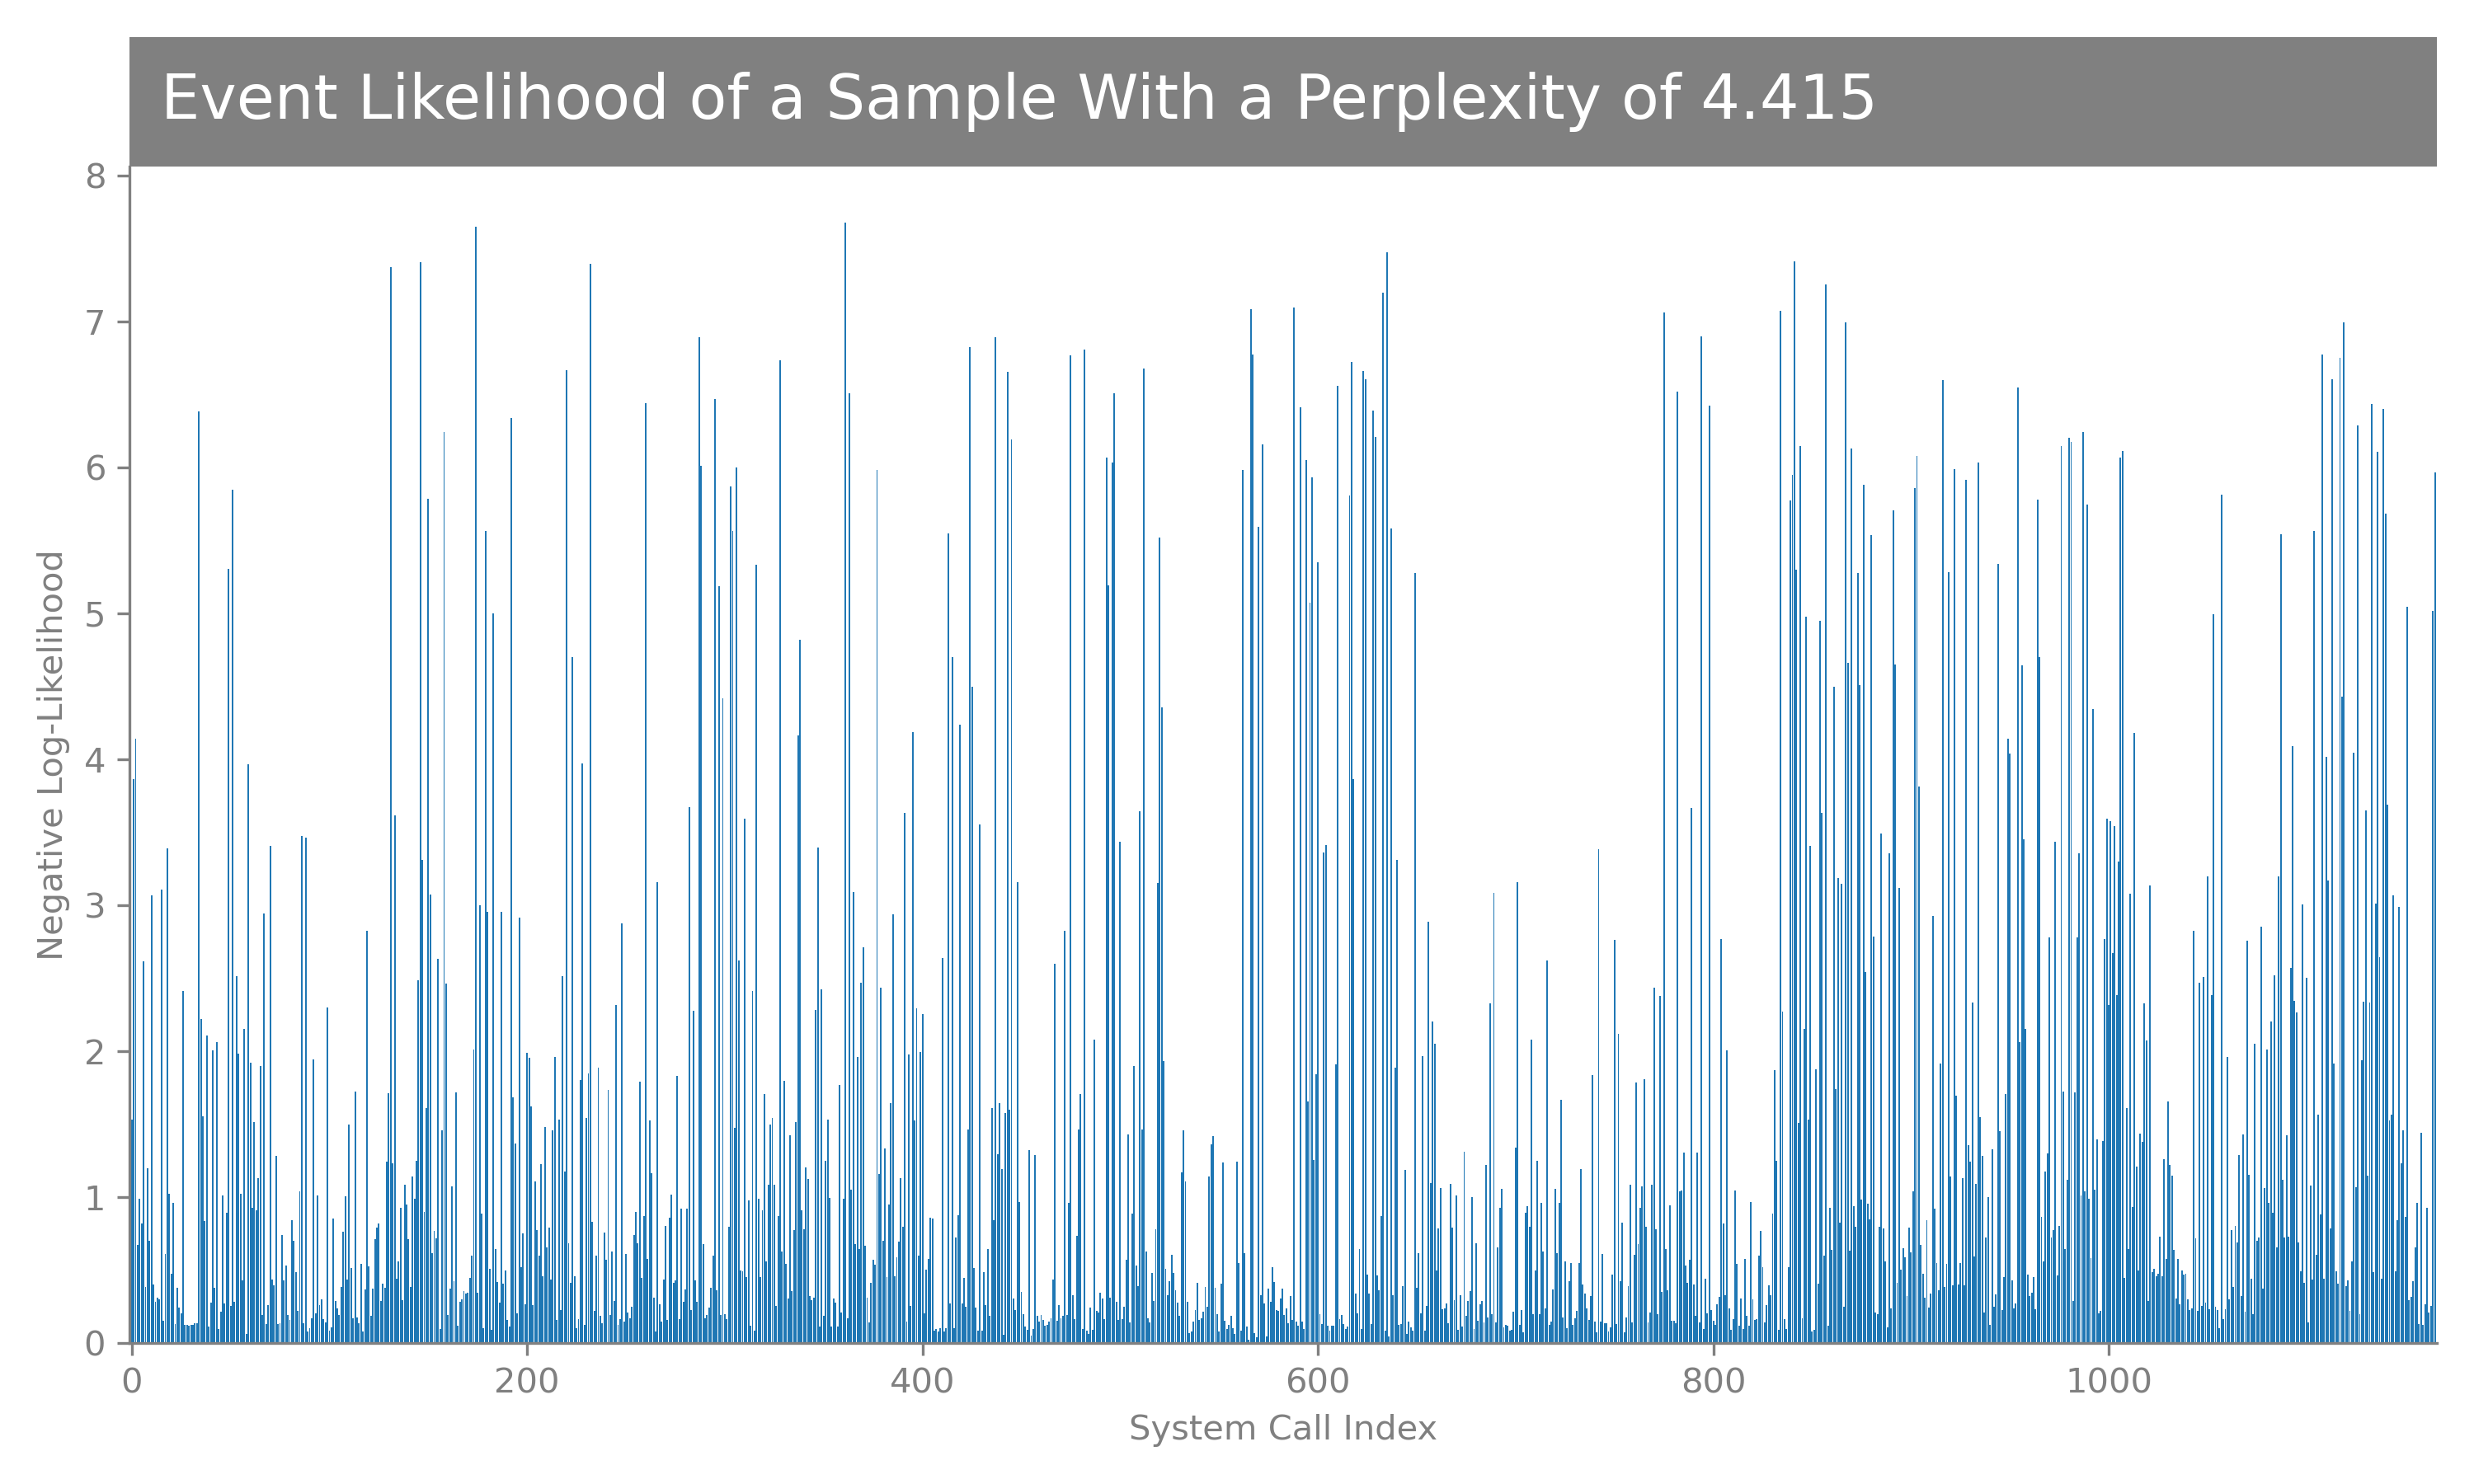 Event Likelihood of a Sample With a Perplexity of 4.415
8
7
6
5
4
3
2
1
0
Negative Log-Likelihood
0 200 400 600 800 1000
System Call Index